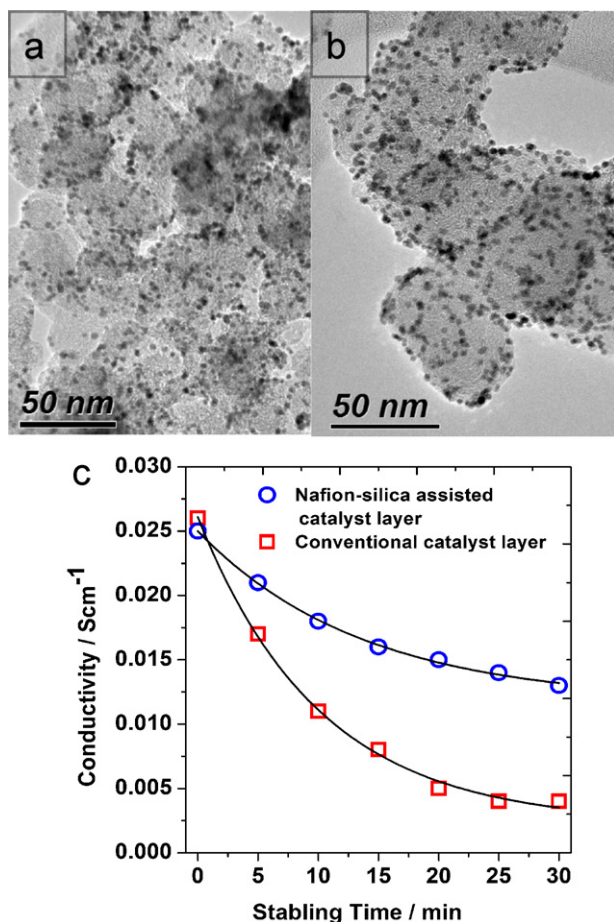 a
b
50 nm
50 nm
c
0.030
0.025
0.020
0.015
0.010
0.005
0.000
Conductivity / Scm⁻¹
Nafion-silica assisted
catalyst layer
Conventional catalyst layer
0 5 10 15 20 25 30
Stabling Time / min